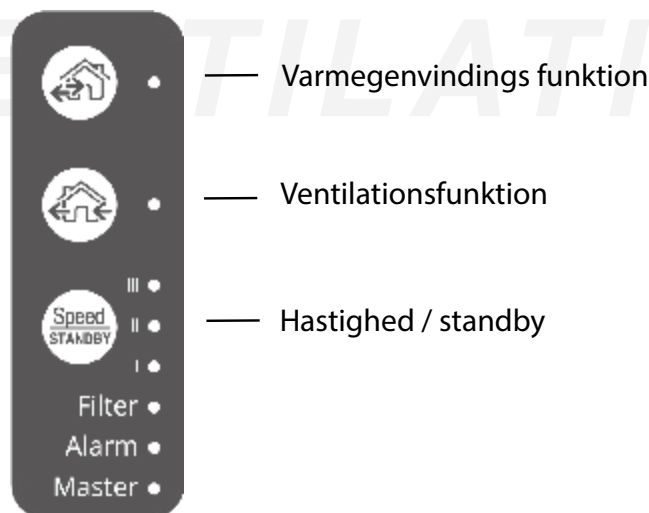 Varmegenvindings funktion
Ventilationsfunktion
III
Speed
STANDBY
II
I
Hastighed / standby
Filter
Alarm
Master